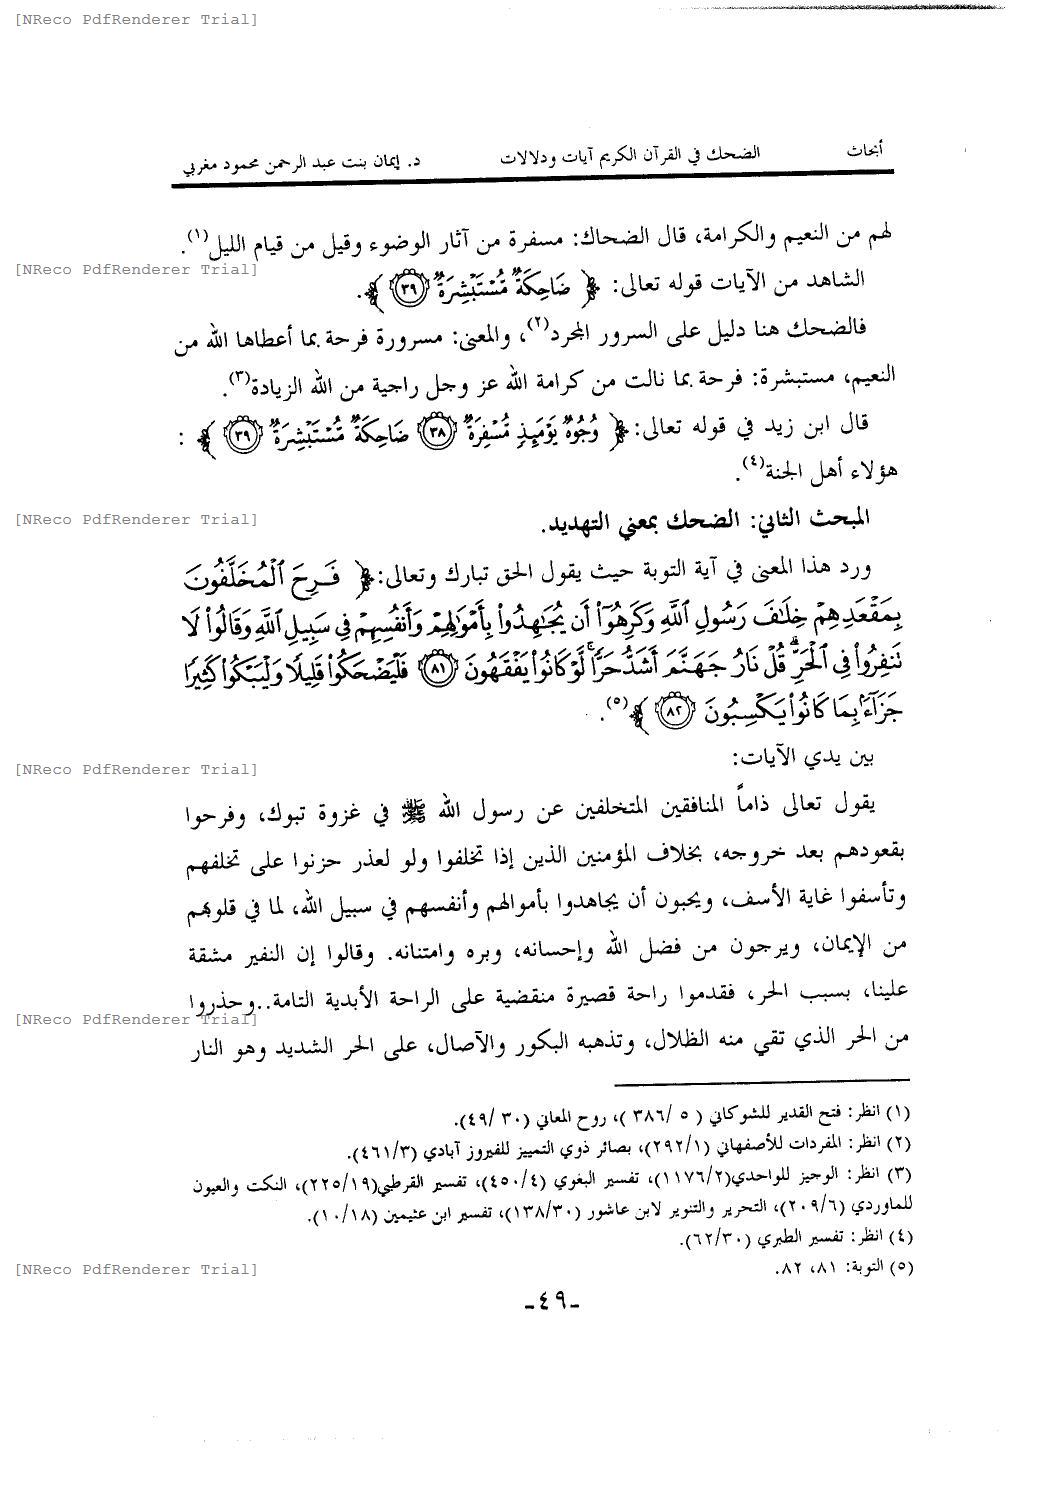 [NReco PdfRenderer Trial]
أبحاث الضحك في القرآن الكريم آيات ودلالات د. إيمان بنت عبد الرحمن محمود مغربي
لهم من النعيم والكرامة، قال الضحاك: مسفرة من آثار الوضوء وقيل من قيام الليل(١).
[NReco PdfRenderer Trial]
الشاهد من الآيات قوله تعالى: ﴿ ضَاحِكَةٌ مُّسْتَبْشِرَةٌ ٣٩ ﴾.
فالضحك هنا دليل على السرور المجرد(٢)، والمعنى: مسرورة فرحة بما أعطاها الله من
النعيم، مستبشرة: فرحة بما نالت من كرامة الله عز وجل راجية من الله الزيادة(٣).
قال ابن زيد في قوله تعالى: ﴿ وُجُوهٌ يَوْمَئِذٍ مُّسْفِرَةٌ ٣٨ ضَاحِكَةٌ مُّسْتَبْشِرَةٌ ٣٩ ﴾ :
هؤلاء أهل الجنة(٤).
[NReco PdfRenderer Trial]
المبحث الثاني: الضحك بمعني التهديد.
ورد هذا المعنى في آية التوبة حيث يقول الحق تبارك وتعالى: ﴿ فَرِحَ ٱلْمُخَلَّفُونَ
بِمَقْعَدِهِمْ خِلَٰفَ رَسُولِ ٱللَّهِ وَكَرِهُوٓا۟ أَن يُجَٰهِدُوا۟ بِأَمْوَٰلِهِمْ وَأَنفُسِهِمْ فِى سَبِيلِ ٱللَّهِ وَقَالُوا۟ لَا
تَنفِرُوا۟ فِى ٱلْحَرِّ ۗ قُلْ نَارُ جَهَنَّمَ أَشَدُّ حَرًّا ۚ لَّوْ كَانُوا۟ يَفْقَهُونَ ٨١ فَلْيَضْحَكُوا۟ قَلِيلًا وَلْيَبْكُوا۟ كَثِيرًا
جَزَآءًۢ بِمَا كَانُوا۟ يَكْسِبُونَ ٨٢ ﴾(٥).
بين يدي الآيات:
[NReco PdfRenderer Trial]
يقول تعالى ذاماً المنافقين المتخلفين عن رسول الله ﷺ في غزوة تبوك، وفرحوا
بقعودهم بعد خروجه، بخلاف المؤمنين الذين إذا تخلفوا ولو لعذر حزنوا على تخلفهم
وتأسفوا غاية الأسف، ويحبون أن يجاهدوا بأموالهم وأنفسهم في سبيل الله، لما في قلوبهم
من الإيمان، ويرجون من فضل الله وإحسانه، وبره وامتنانه. وقالوا إن النفير مشقة
علينا، بسبب الحر، فقدموا راحة قصيرة منقضية على الراحة الأبدية التامة..وحذروا
[NReco PdfRenderer Trial]
من الحر الذي تقي منه الظلال، وتذهبه البكور والآصال، على الحر الشديد وهو النار
(١) انظر: فتح القدير للشوكاني ( ٥ /٣٨٦ )، روح المعاني (٣٠ /٤٩).
(٢) انظر: المفردات للأصفهاني (٢٩٢/١)، بصائر ذوي التمييز للفيروز آبادي (٤٦١/٣).
(٣) انظر: الوجيز للواحدي(١١٧٦/٢)، تفسير البغوي (٤٥٠/٤)، تفسير القرطبي(٢٢٥/١٩)، النكت والعيون
للماوردي (٢٠٩/٦)، التحرير والتنوير لابن عاشور (١٣٨/٣٠)، تفسير ابن عثيمين (١٠/١٨).
(٤) انظر: تفسير الطبري (٦٢/٣٠).
(٥) التوبة: ٨١، ٨٢.
[NReco PdfRenderer Trial]
-٤٩-